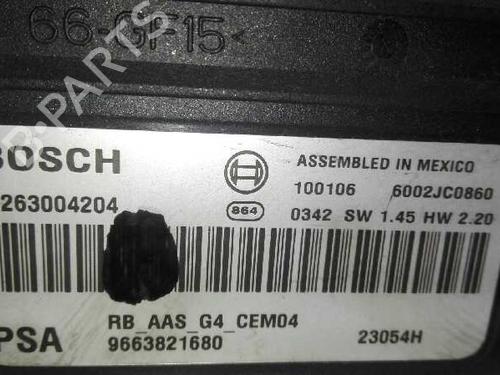 66-GF15<
BOSCH
ASSEMBLED IN MEXICO
263004204
100106 6002JC0860
864
0342 SW 1.45 HW 2.20
RB_AAS_G4_CEM04
PSA
9663821680
23054H